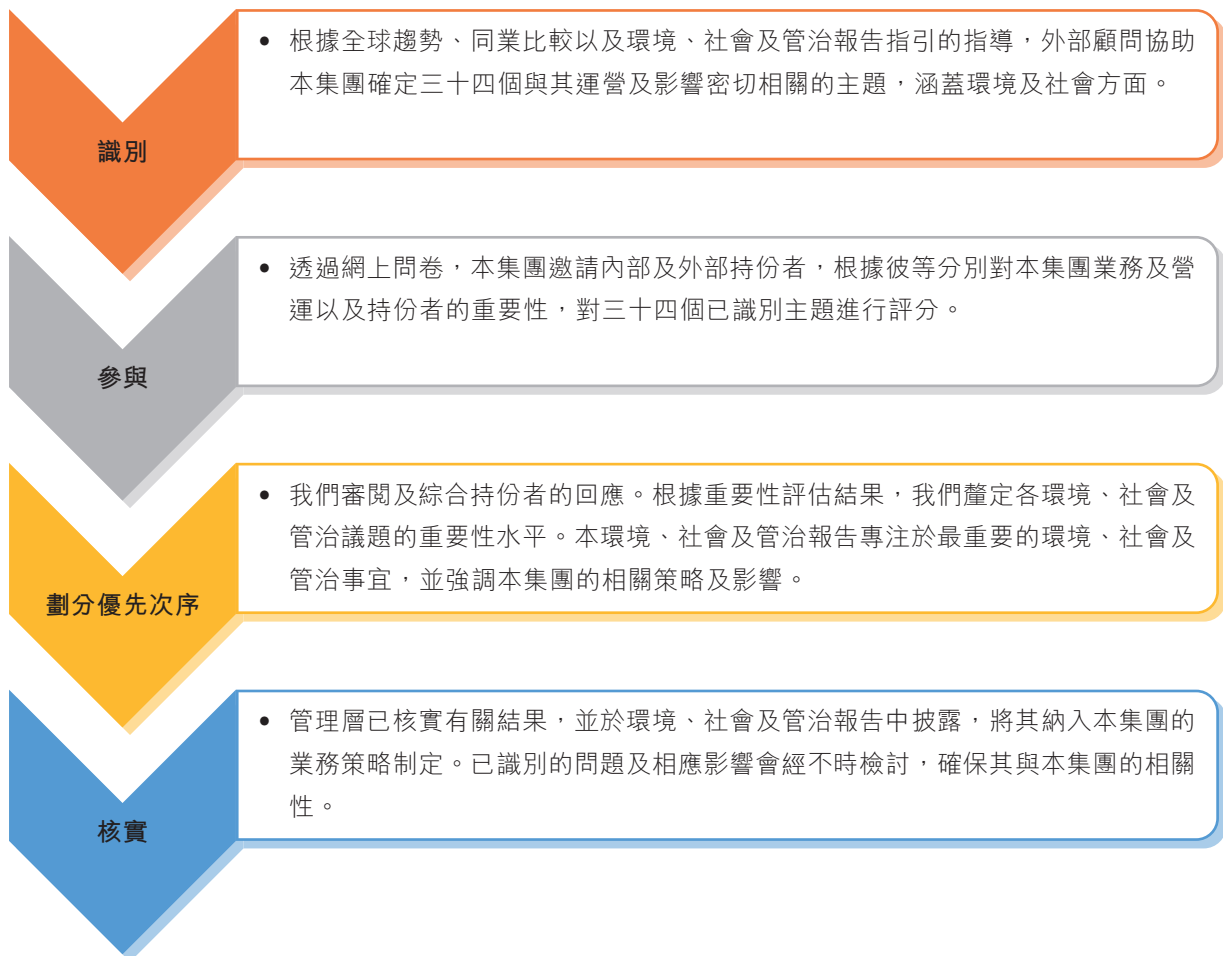 • 根據全球趨勢、同業比較以及環境、社會及管治報告指引的指導，外部顧問協助
本集團確定三十四個與其運營及影響密切相關的主題，涵蓋環境及社會方面。
識別
• 透過網上問卷，本集團邀請內部及外部持份者，根據彼等分別對本集團業務及營
運以及持份者的重要性，對三十四個已識別主題進行評分。
參與
• 我們審閱及綜合持份者的回應。根據重要性評估結果，我們釐定各環境、社會及
管治議題的重要性水平。本環境、社會及管治報告專注於最重要的環境、社會及
管治事宜，並強調本集團的相關策略及影響。
劃分優先次序
• 管理層已核實有關結果，並於環境、社會及管治報告中披露，將其納入本集團的
業務策略制定。已識別的問題及相應影響會經不時檢討，確保其與本集團的相關
性。
核實